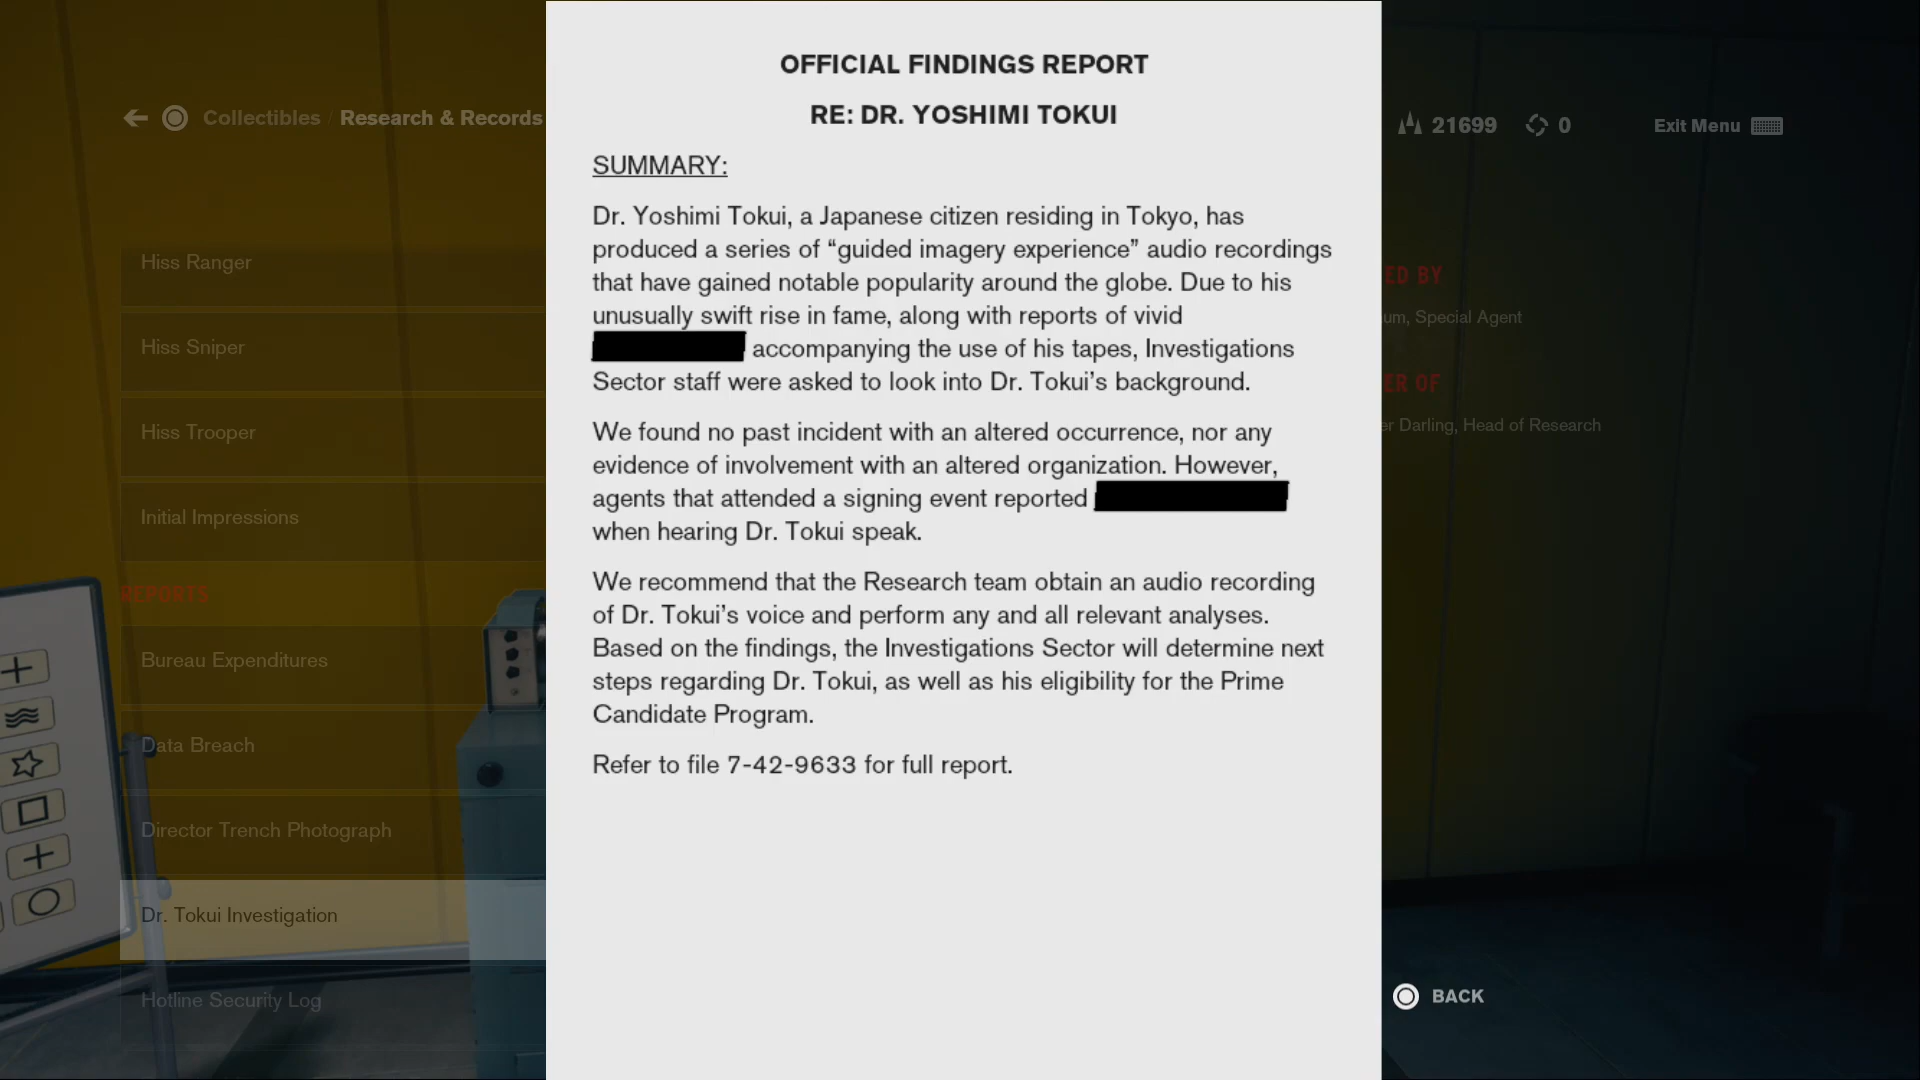 OFFICIAL FINDINGS REPORT
RE: DR. YOSHIMI TOKUI
SUMMARY:
Dr. Yoshimi Tokui, a Japanese citizen residing in Tokyo, has
produced a series of “guided imagery experience” audio recordings
that have gained notable popularity around the globe. Due to his
unusually swift rise in fame, along with reports of vivid
accompanying the use of his tapes, Investigations
Sector staff were asked to look into Dr. Tokui’s background.
We found no past incident with an altered occurrence, nor any
evidence of involvement with an altered organization. However,
agents that attended a signing event reported
when hearing Dr. Tokui speak.
We recommend that the Research team obtain an audio recording
of Dr. Tokui’s voice and perform any and all relevant analyses.
Based on the findings, the Investigations Sector will determine next
steps regarding Dr. Tokui, as well as his eligibility for the Prime
Candidate Program.
Refer to file 7-42-9633 for full report.
Collectibles / Research & Records
Hiss Ranger
Hiss Sniper
Hiss Trooper
Initial Impressions
REPORTS
Bureau Expenditures
Data Breach
Director Trench Photograph
Dr. Tokui Investigation
Hotline Security Log
21699 0 Exit Menu
ED BY
um, Special Agent
ER OF
er Darling, Head of Research
BACK